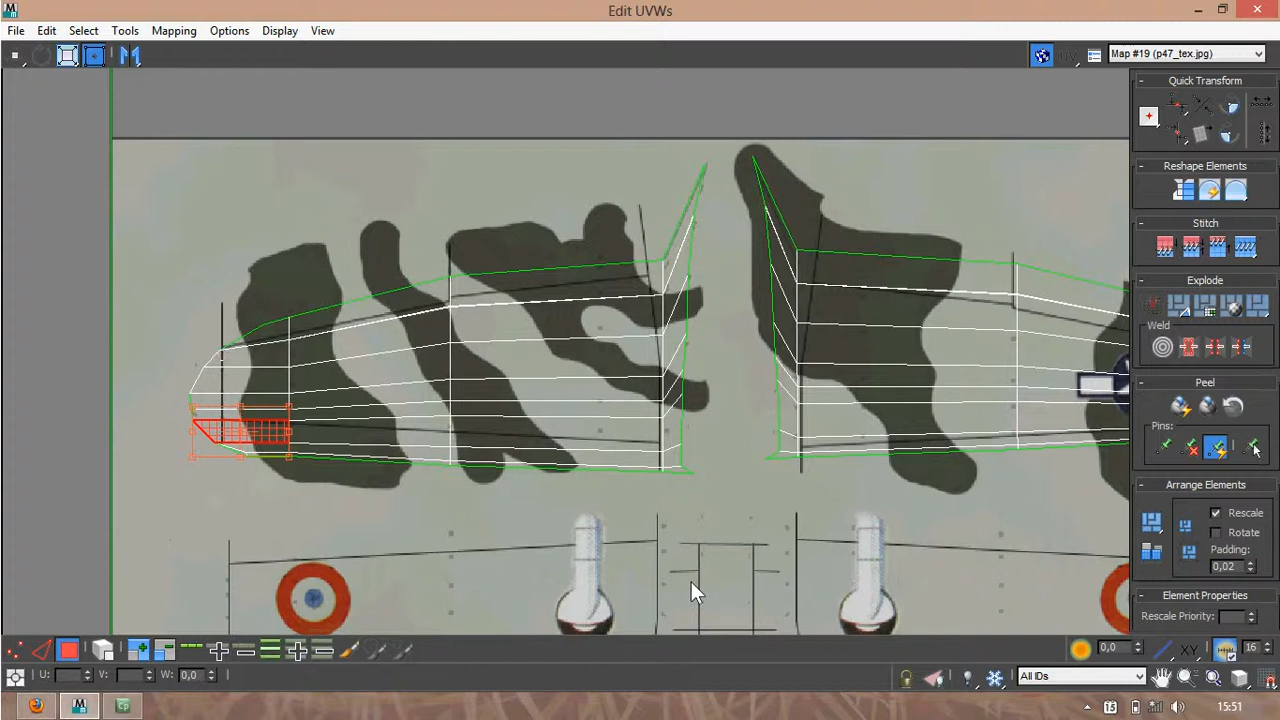 Edit UVWs
File Edit Select Tools Mapping Options Display View
Map #19 (p47_tex.jpg)
Quick Transform
Reshape Elements
Stitch
Explode
Weld
Peel
Pins:
Arrange Elements
Rescale
Rotate
Padding:
0,02
Element Properties
Rescale Priority:
0,0
XY
16
U: V: W: 0,0
All IDs
15:51